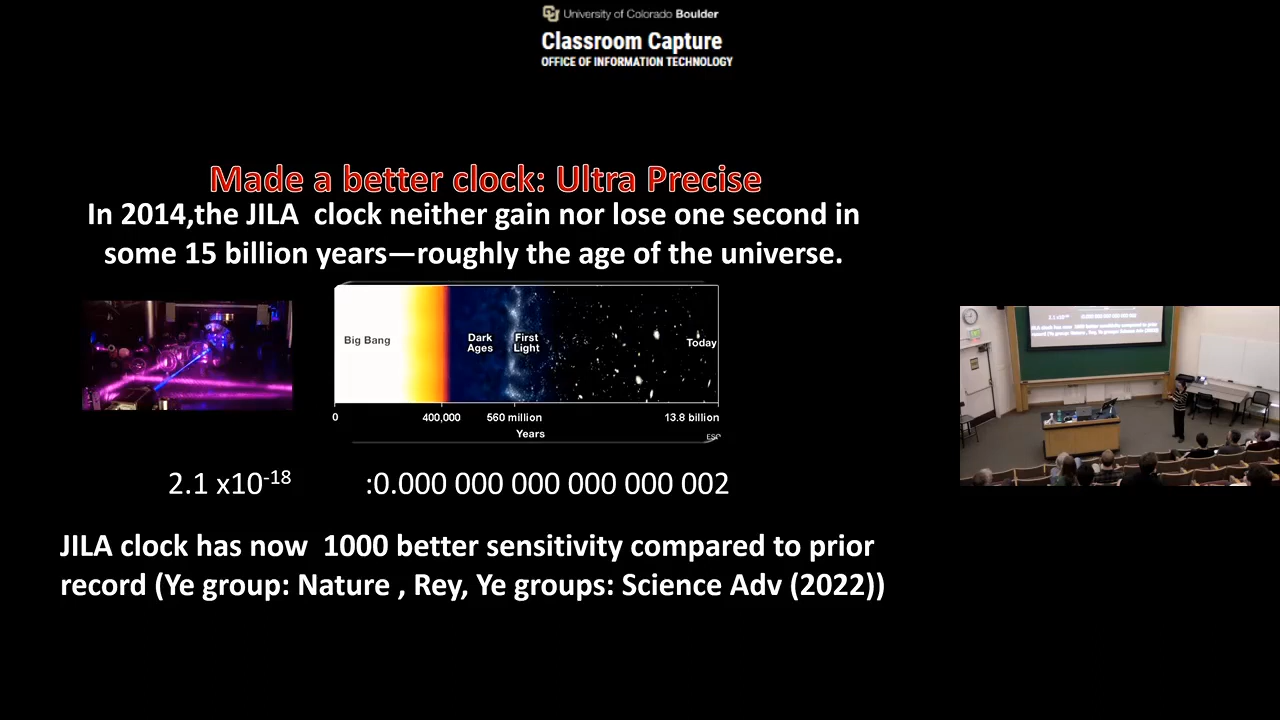 University of Colorado Boulder
Classroom Capture
OFFICE OF INFORMATION TECHNOLOGY
Made a better clock: Ultra Precise
In 2014,the JILA clock neither gain nor lose one second in
some 15 billion years—roughly the age of the universe.
Big Bang
Dark
Ages
First
Light
Today
0 400,000 560 million 13.8 billion
Years
2.1 x10-18 :0.000 000 000 000 000 002
JILA clock has now 1000 better sensitivity compared to prior
record (Ye group: Nature , Rey, Ye groups: Science Adv (2022))